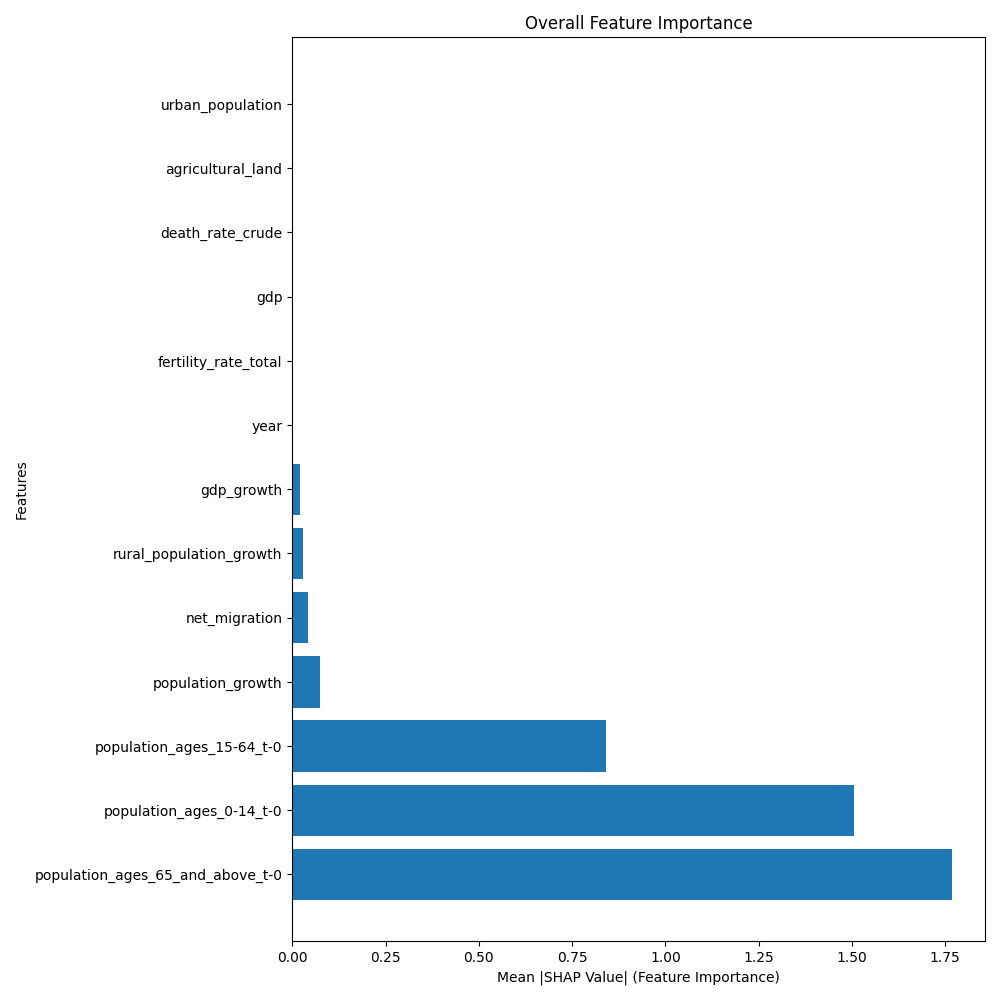 Overall Feature Importance
urban_population
agricultural_land
death_rate_crude
gdp
fertility_rate_total
year
gdp_growth
rural_population_growth
net_migration
population_growth
population_ages_15-64_t-0
population_ages_0-14_t-0
population_ages_65_and_above_t-0
Features
0.00 0.25 0.50 0.75 1.00 1.25 1.50 1.75
Mean |SHAP Value| (Feature Importance)